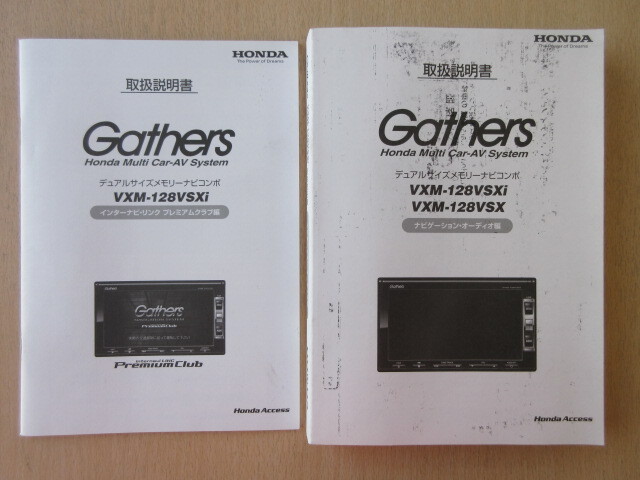 HONDA
The Power of Dreams
取扱説明書
Gathers
Honda Multi Car-AV System
デュアルサイズメモリーナビコンポ
VXM-128VSXi
インターナビ・リンク プレミアムクラブ編
Gathers
internavi LINC
PremiumClub
Honda Access
HONDA
The Power of Dreams
取扱説明書
Gathers
Honda Multi Car-AV System
デュアルサイズメモリーナビコンポ
VXM-128VSXi
VXM-128VSX
ナビゲーション・オーディオ編
Gathers
Honda Access